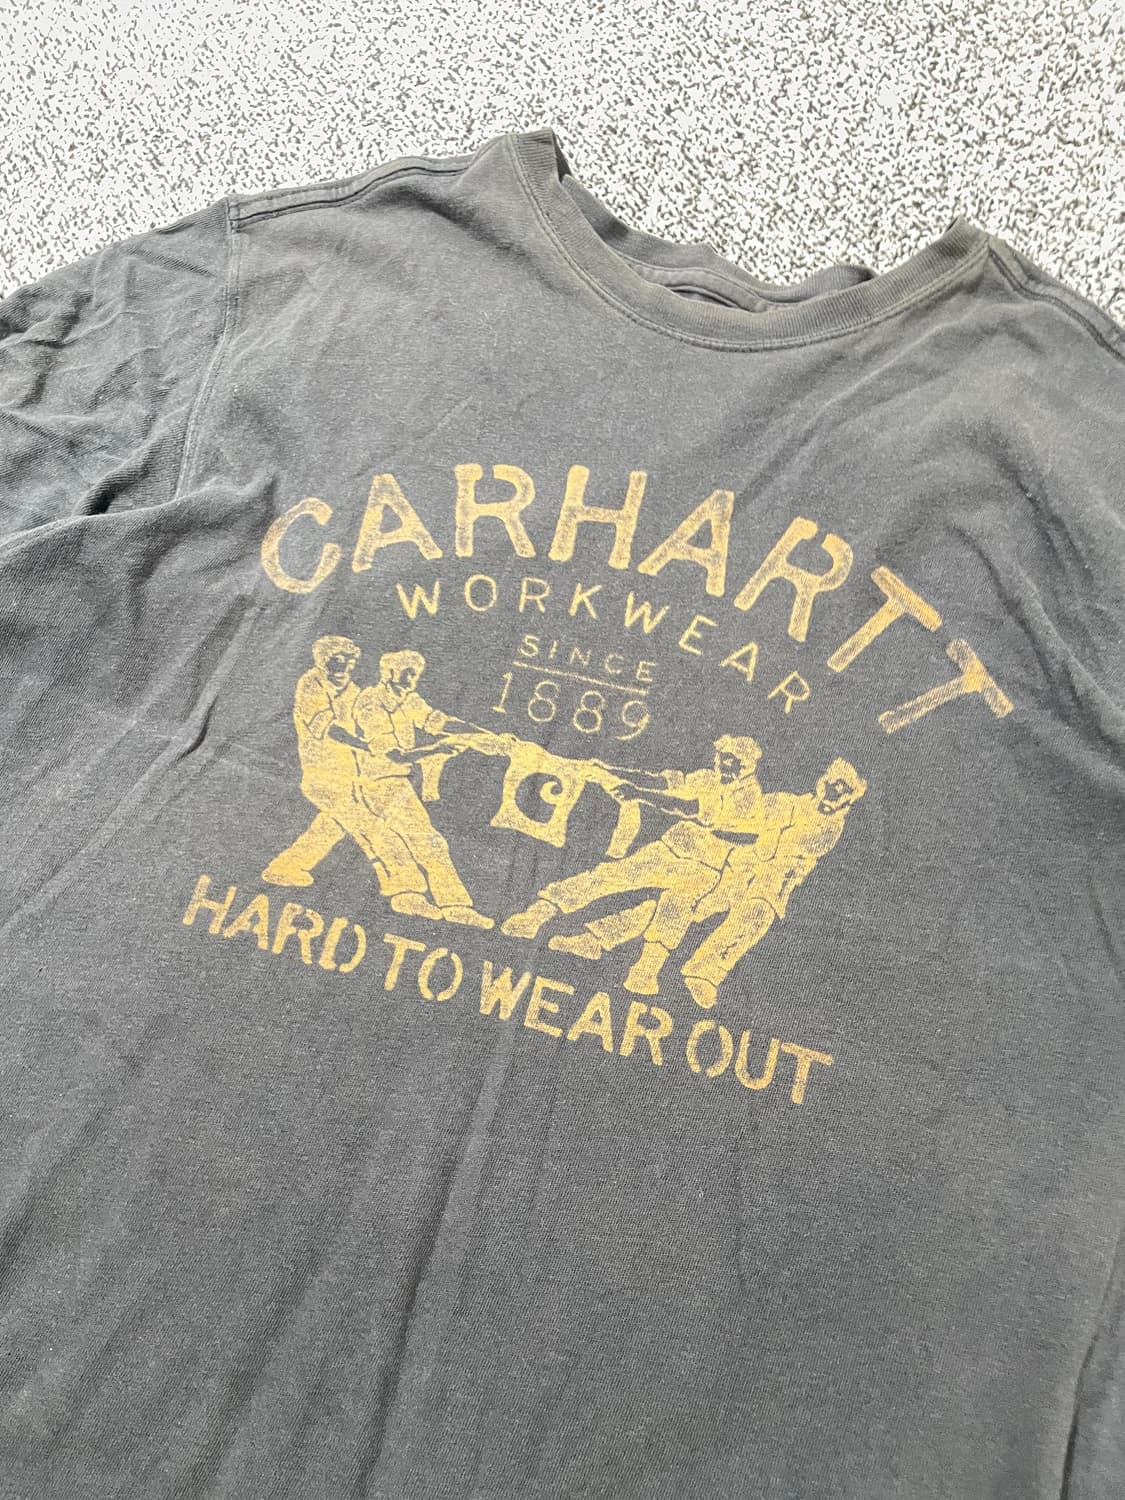 CARHARTT
WORKWEAR
SINCE
1889
HARD TO WEAR OUT